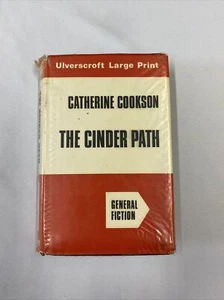 Ulverscroft Large Print
CATHERINE COOKSON
THE CINDER PATH
GENERAL
FICTION